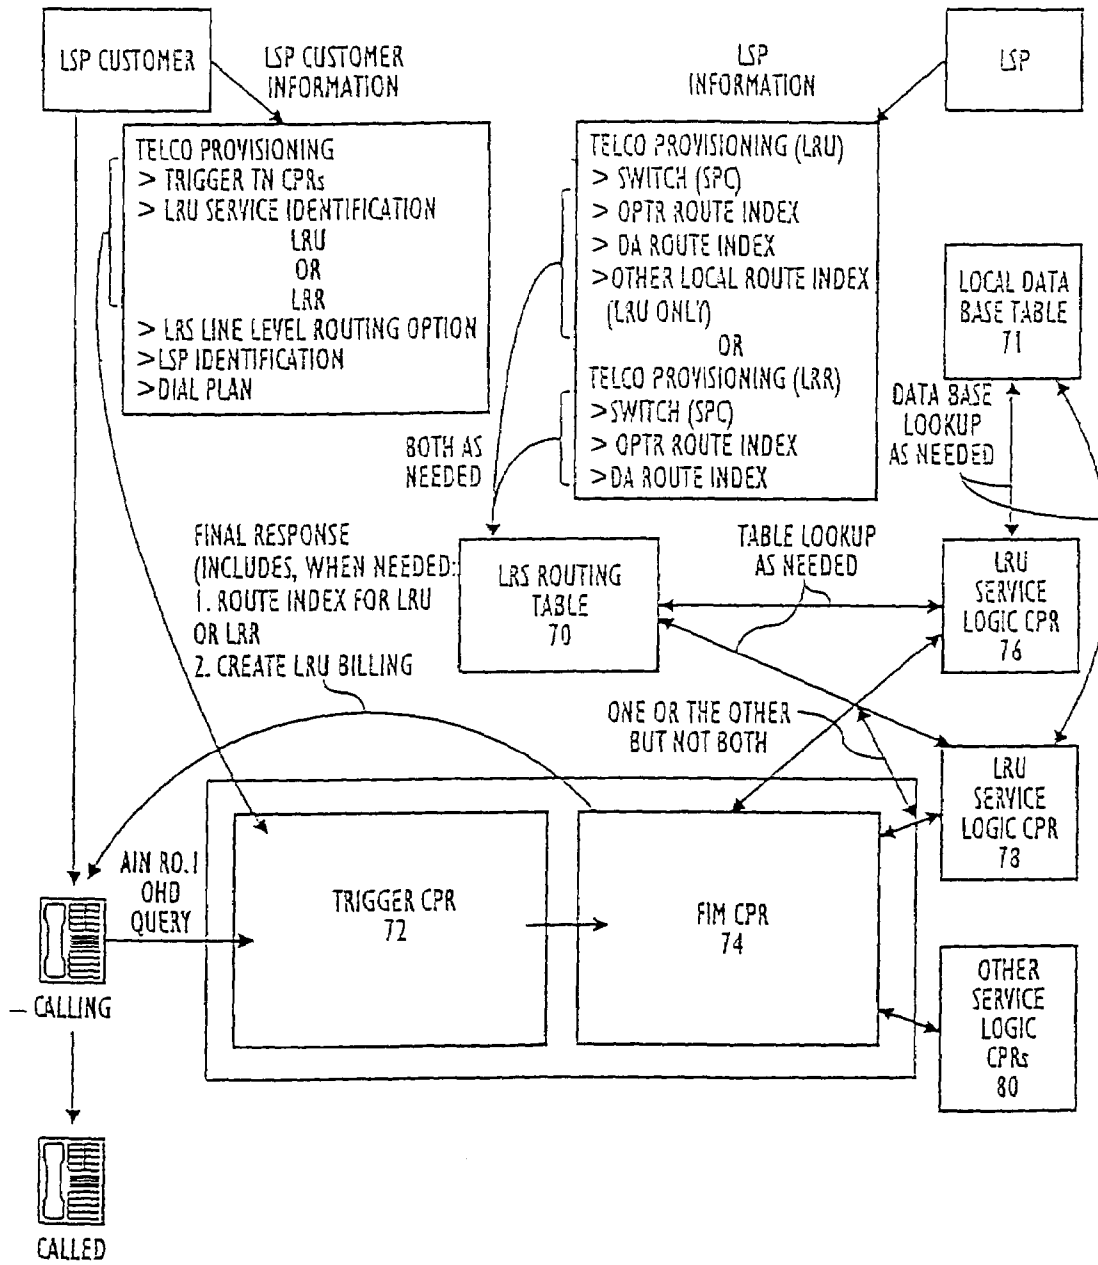 LSP CUSTOMER
LSP CUSTOMER
INFORMATION
LSP
INFORMATION
LSP
TELCO PROVISIONING
> TRIGGER TN CPRs
> LRU SERVICE IDENTIFICATION
LRU
OR
LRR
> LRS LINE LEVEL ROUTING OPTION
>LSP IDENTIFICATION
>DIAL PLAN
TELCO PROVISIONING (LRU)
> SWITCH (SPC)
> OPTR ROUTE INDEX
> DA ROUTE INDEX
>OTHER LOCAL ROUTE INDEX
(LRU ONLY)
OR
TELCO PROVISIONING (LRR)
>SWITCH (SPC)
> OPTR ROUTE INDEX
> DA ROUTE INDEX
LOCAL DATA
BASE TABLE
71
DATA BASE
LOOKUP
AS NEEDED
BOTH AS
NEEDED
FINAL RESPONSE
(INCLUDES, WHEN NEEDED:
1. ROUTE INDEX FOR LRU
OR LRR
2. CREATE LRU BILLING
LRS ROUTING
TABLE
70
TABLE LOOKUP
AS NEEDED
LRU
SERVICE
LOGIC CPR
76
ONE OR THE OTHER
BUT NOT BOTH
LRU
SERVICE
LOGIC CPR
78
AIN RO.1
OHD
QUERY
TRIGGER CPR
72
FIM CPR
74
OTHER
SERVICE
LOGIC
CPRs
80
CALLING
CALLED